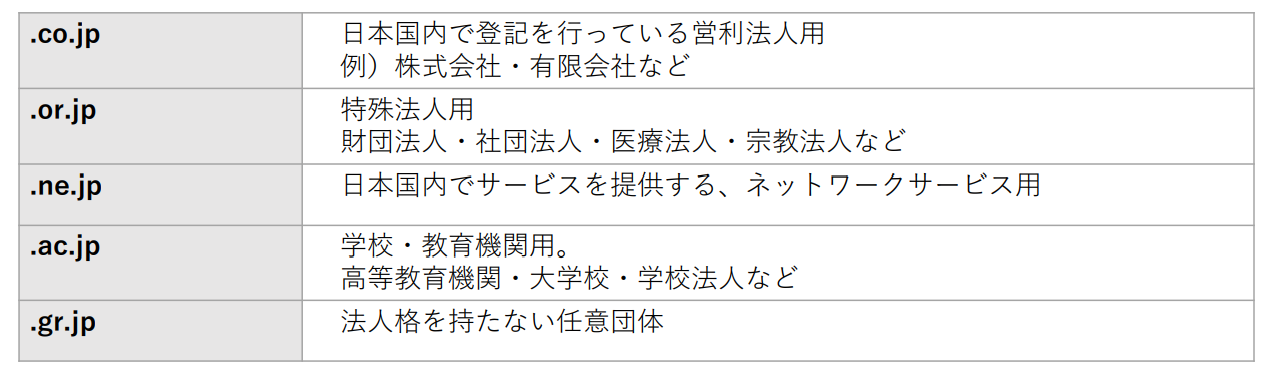 .co.jp
日本国内で登記を行っている営利法人用
例）株式会社・有限会社など
.or.jp
特殊法人用
財団法人・社団法人・医療法人・宗教法人など
.ne.jp
日本国内でサービスを提供する、ネットワークサービス用
.ac.jp
学校・教育機関用。
高等教育機関・大学校・学校法人など
.gr.jp
法人格を持たない任意団体